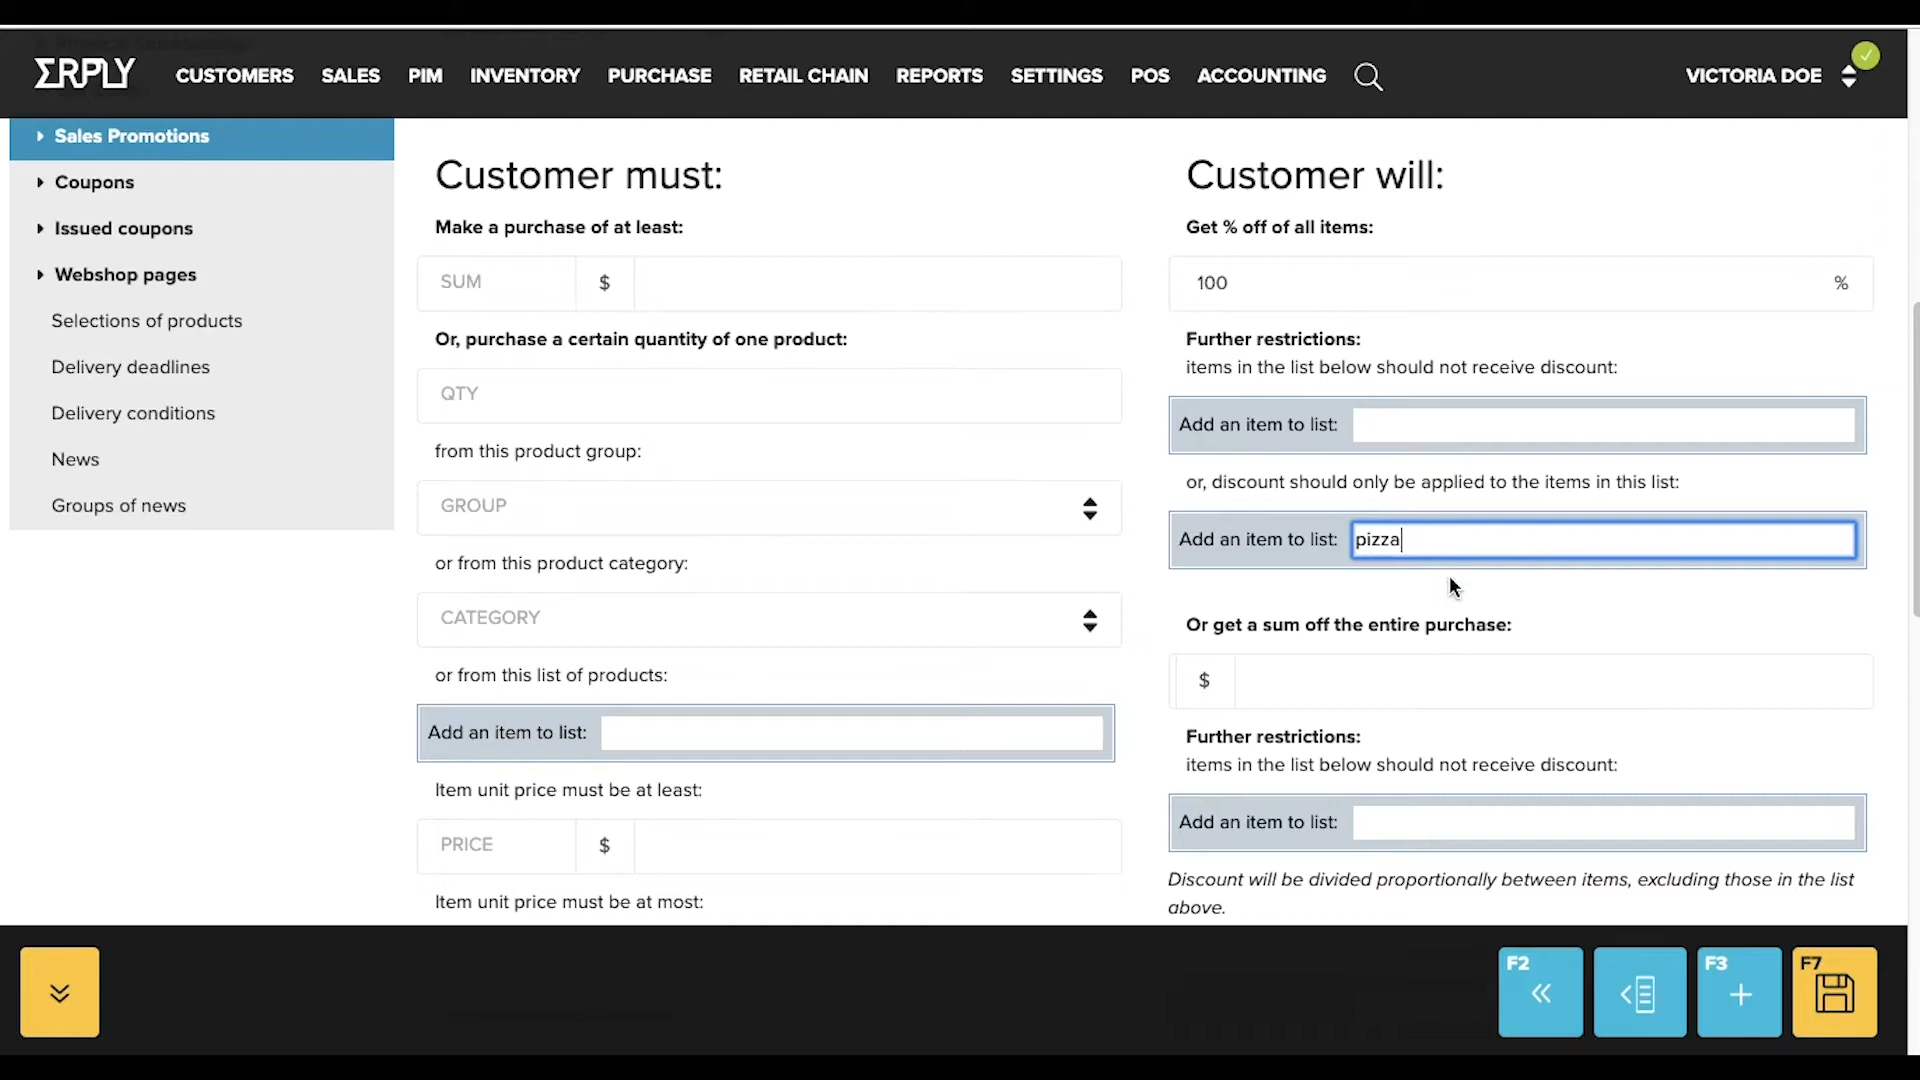 ERPLY CUSTOMERS SALES PIM INVENTORY PURCHASE RETAIL CHAIN REPORTS SETTINGS POS ACCOUNTING VICTORIA DOE
Sales Promotions
Coupons
Issued coupons
Webshop pages
Selections of products
Delivery deadlines
Delivery conditions
News
Groups of news
Customer must:
Make a purchase of at least:
SUM $
Or, purchase a certain quantity of one product:
QTY
from this product group:
GROUP
or from this product category:
CATEGORY
or from this list of products:
Add an item to list:
Item unit price must be at least:
PRICE $
Item unit price must be at most:
Customer will:
Get % off of all items:
100 %
Further restrictions:
items in the list below should not receive discount:
Add an item to list:
or, discount should only be applied to the items in this list:
Add an item to list: pizza
Or get a sum off the entire purchase:
$
Further restrictions:
items in the list below should not receive discount:
Add an item to list:
Discount will be divided proportionally between items, excluding those in the list
above.
F2 F3 F7